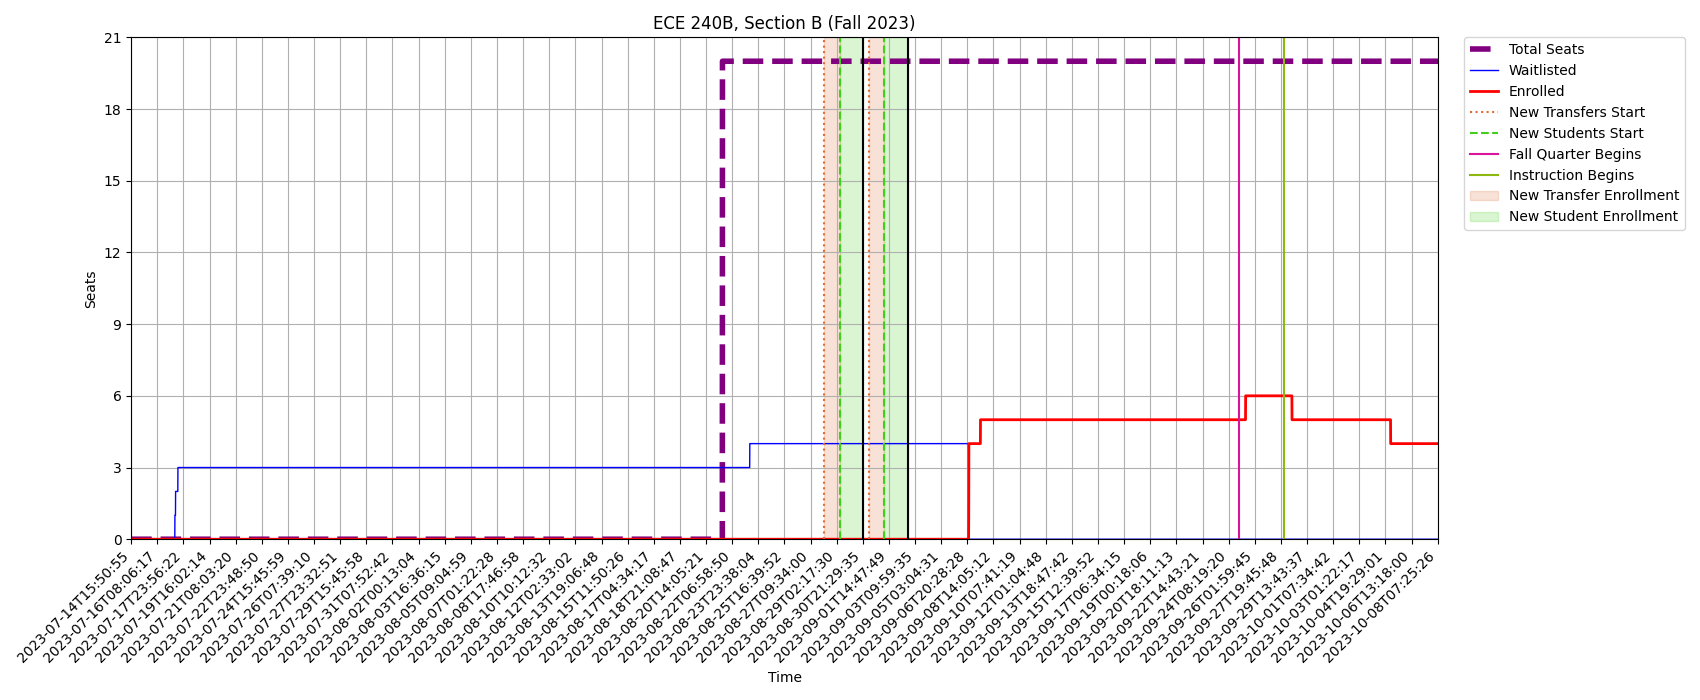 ECE 240B, Section B (Fall 2023)
21
18
15
12
9
6
3
0
Seats
2023-07-14T15:50:55
2023-07-16T08:06:17
2023-07-17T23:56:22
2023-07-19T16:02:14
2023-07-21T08:03:20
2023-07-22T23:48:50
2023-07-24T15:45:59
2023-07-26T07:39:10
2023-07-27T23:32:51
2023-07-29T15:45:58
2023-07-31T07:52:42
2023-08-02T00:13:04
2023-08-03T16:36:15
2023-08-05T09:04:59
2023-08-07T01:22:28
2023-08-08T17:46:58
2023-08-10T10:12:32
2023-08-12T02:33:02
2023-08-13T19:06:48
2023-08-15T11:50:26
2023-08-17T04:34:17
2023-08-18T21:08:47
2023-08-20T14:05:21
2023-08-22T06:58:50
2023-08-23T23:38:04
2023-08-25T16:39:52
2023-08-27T09:34:00
2023-08-29T02:17:30
2023-08-30T21:29:35
2023-09-01T14:47:49
2023-09-03T09:59:35
2023-09-05T03:04:31
2023-09-06T20:28:28
2023-09-08T14:05:12
2023-09-10T07:41:19
2023-09-12T01:04:48
2023-09-13T18:47:42
2023-09-15T12:39:52
2023-09-17T06:34:15
2023-09-19T00:18:06
2023-09-20T18:11:13
2023-09-22T14:43:21
2023-09-24T08:19:20
2023-09-26T01:59:45
2023-09-27T19:45:48
2023-09-29T13:43:37
2023-10-01T07:34:42
2023-10-03T01:22:17
2023-10-04T19:29:01
2023-10-06T13:18:00
2023-10-08T07:25:26
Time
Total Seats
Waitlisted
Enrolled
New Transfers Start
New Students Start
Fall Quarter Begins
Instruction Begins
New Transfer Enrollment
New Student Enrollment